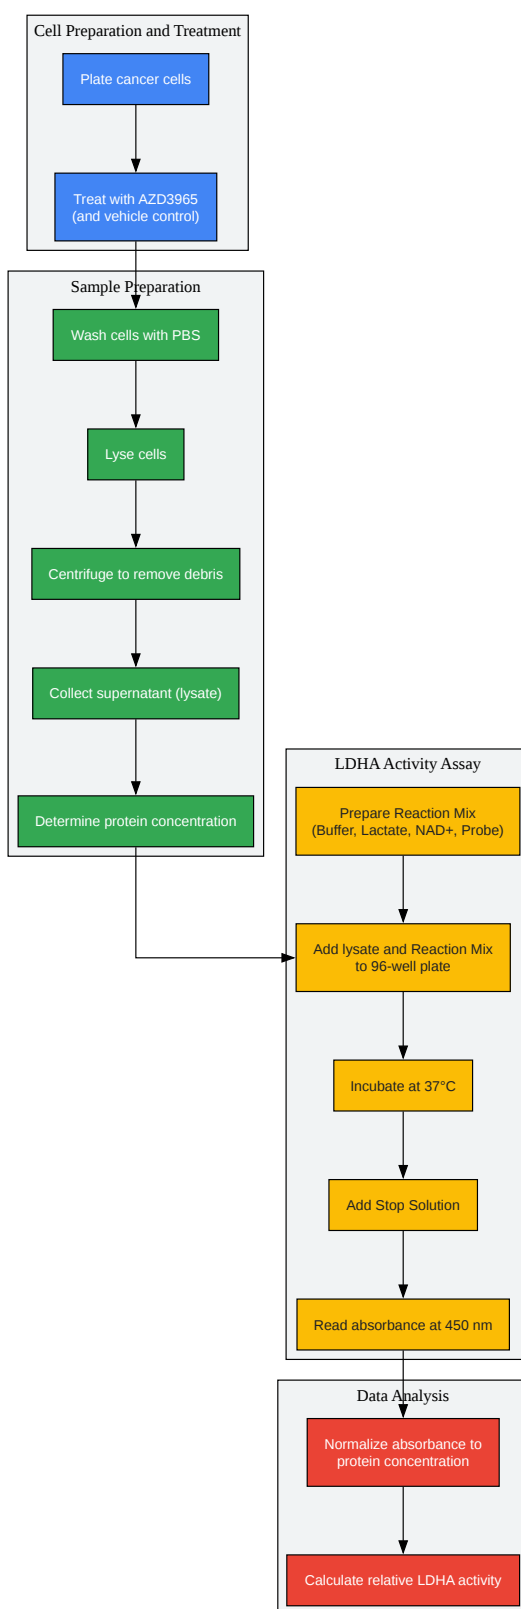 Cell Preparation and Treatment
Plate cancer cells
Treat with AZD3965
(and vehicle control)
Sample Preparation
Wash cells with PBS
Lyse cells
Centrifuge to remove debris
Collect supernatant (lysate)
Determine protein concentration
LDHA Activity Assay
Prepare Reaction Mix
(Buffer, Lactate, NAD+, Probe)
Add lysate and Reaction Mix
to 96-well plate
Incubate at 37°C
Add Stop Solution
Read absorbance at 450 nm
Data Analysis
Normalize absorbance to
protein concentration
Calculate relative LDHA activity